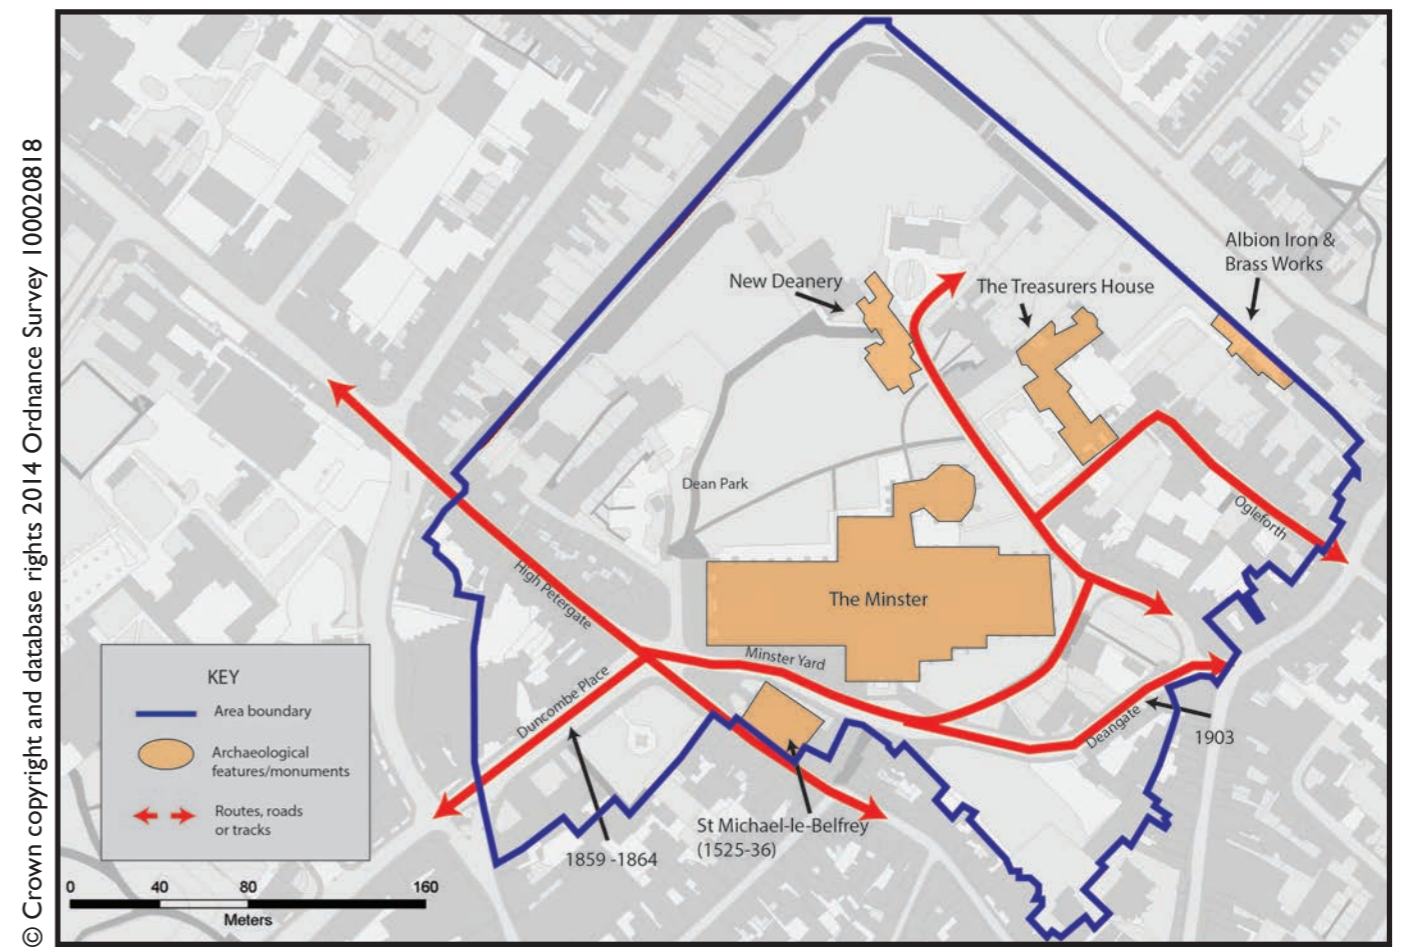 © Crown copyright and database rights 2014 Ordnance Survey 100020818
Albion Iron &
Brass Works
New Deanery
The Treasurers House
Dean Park
Ogleforth
High Petergate
The Minster
Minster Yard
Duncombe Place
Deangate
1903
St Michael-le-Belfrey
(1525-36)
1859 -1864
KEY
Area boundary
Archaeological
features/monuments
Routes, roads
or tracks
0 40 80 160
Meters